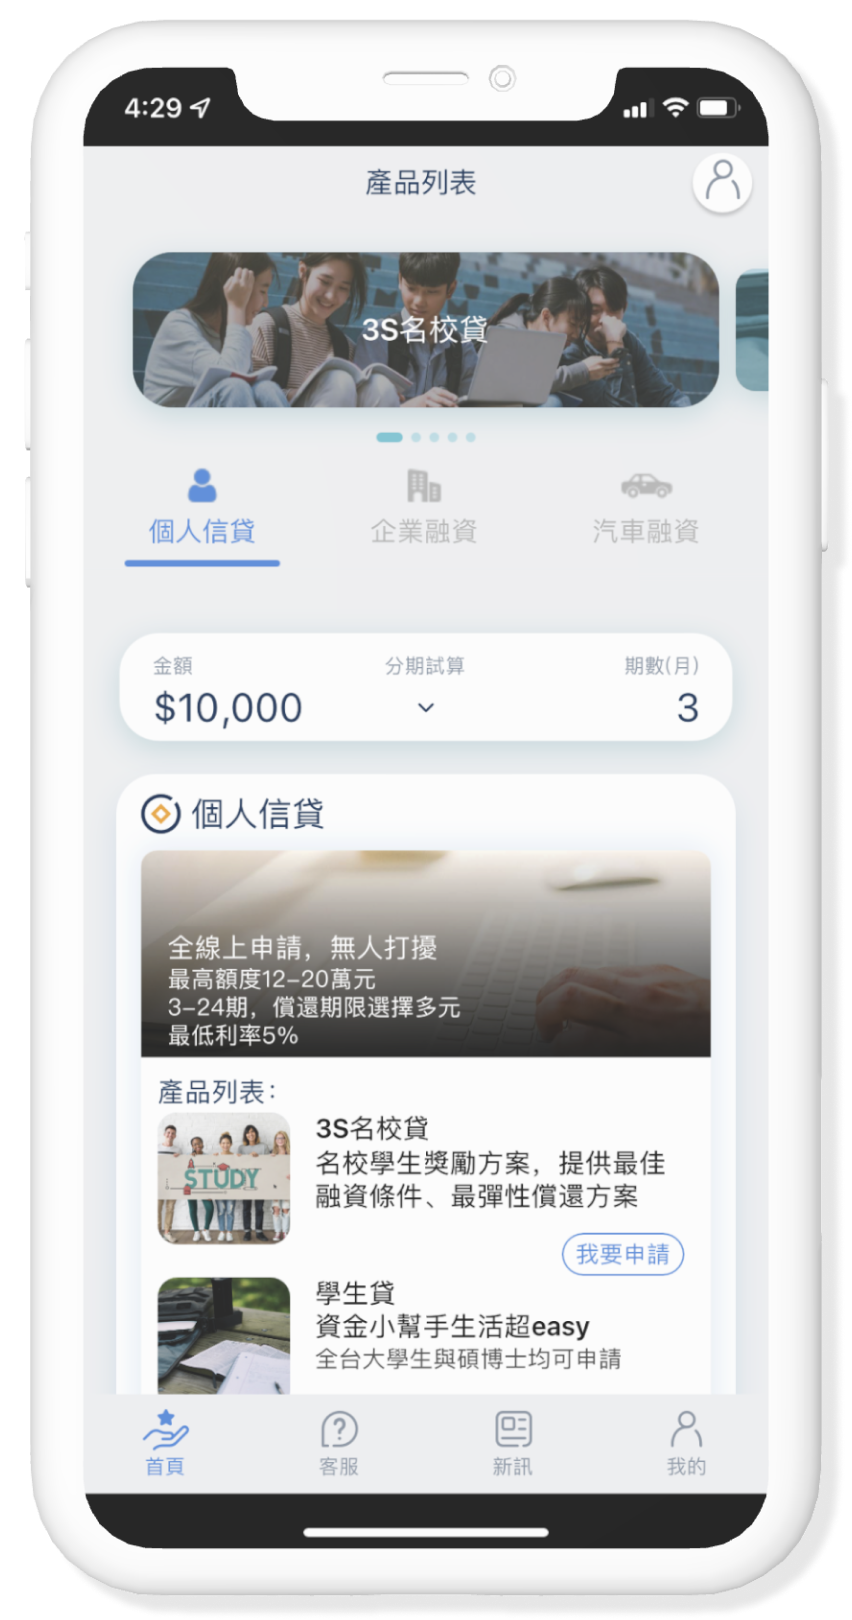 4:29
產品列表
3S名校貸
個人信貸
企業融資
汽車融資
金額
分期試算
期數(月)
$10,000
3
個人信貸
全線上申請，無人打擾
最高額度12–20萬元
3–24期，償還期限選擇多元
最低利率5%
產品列表：
STUDY
3S名校貸
名校學生獎勵方案，提供最佳
融資條件、最彈性償還方案
我要申請
學生貸
資金小幫手生活超easy
全台大學生與碩博士均可申請
首頁
客服
新訊
我的